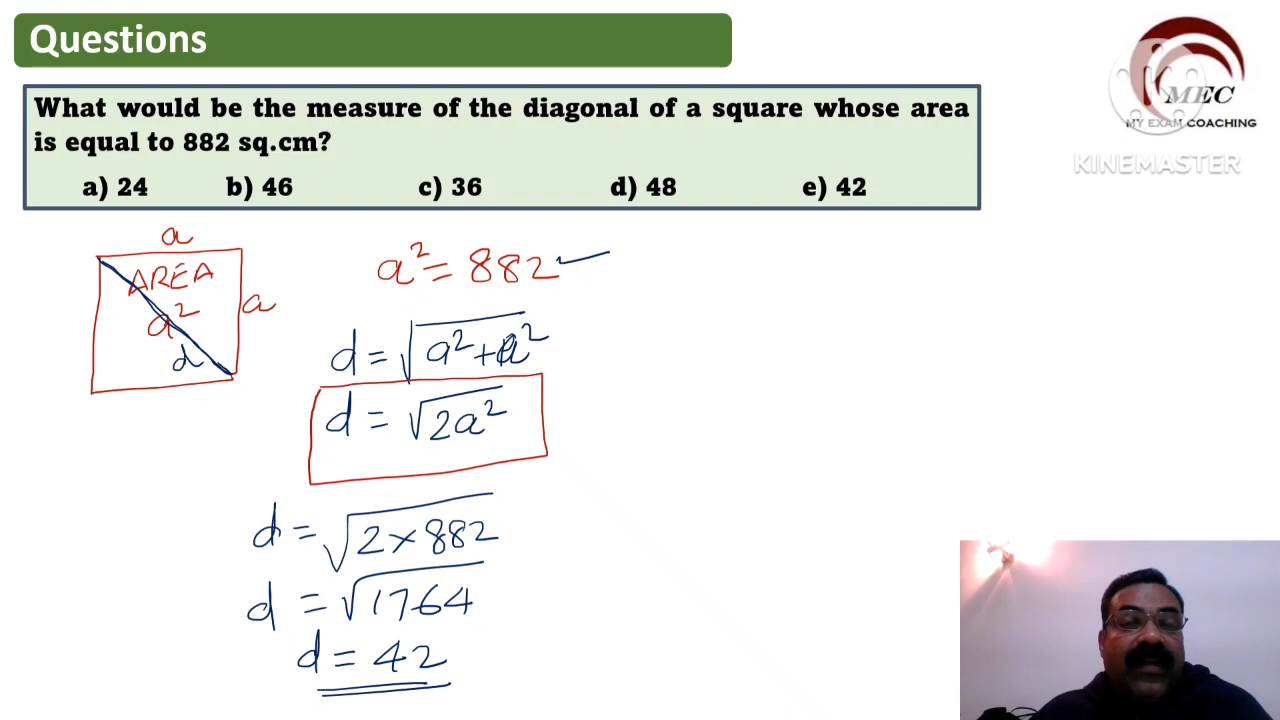 Questions
What would be the measure of the diagonal of a square whose area
is equal to 882 sq.cm?
a) 24 b) 46 c) 36 d) 48 e) 42
MEC
MY EXAM COACHING
KINEMASTER
a
AREA
a²
a
d
a² = 882
d = √a² + a²
d = √2a²
d = √2 × 882
d = √1764
d = 42